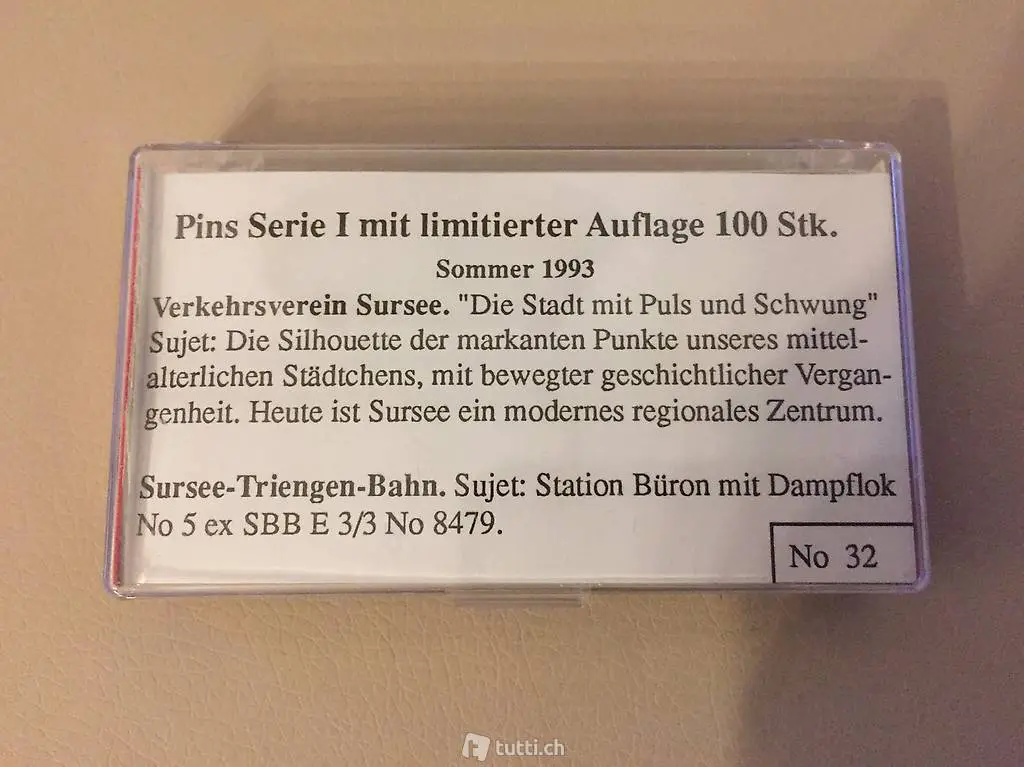 Pins Serie I mit limitierter Auflage 100 Stk.
Sommer 1993
Verkehrsverein Sursee. "Die Stadt mit Puls und Schwung"
Sujet: Die Silhouette der markanten Punkte unseres mittel-
alterlichen Städtchens, mit bewegter geschichtlicher Vergan-
genheit. Heute ist Sursee ein modernes regionales Zentrum.
Sursee-Triengen-Bahn. Sujet: Station Büron mit Dampflok
No 5 ex SBB E 3/3 No 8479.
No 32
tutti.ch